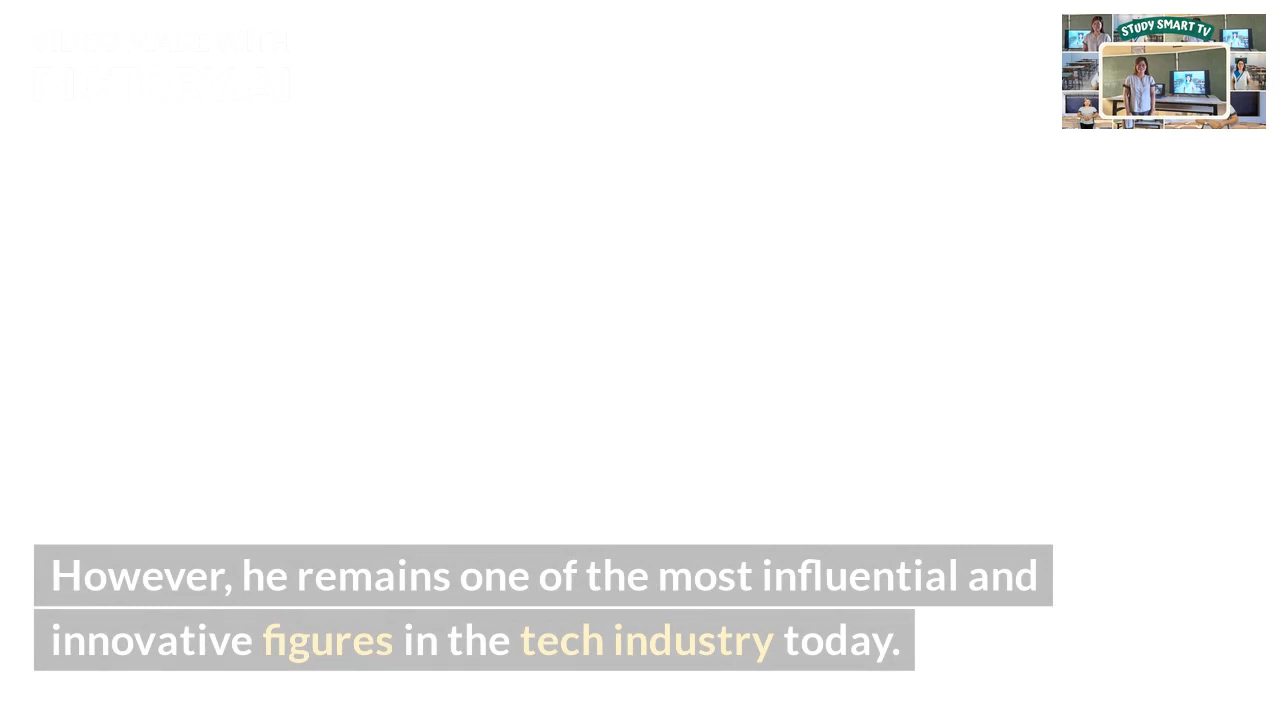 STUDY SMART TV
However, he remains one of the most influential and
innovative figures in the tech industry today.